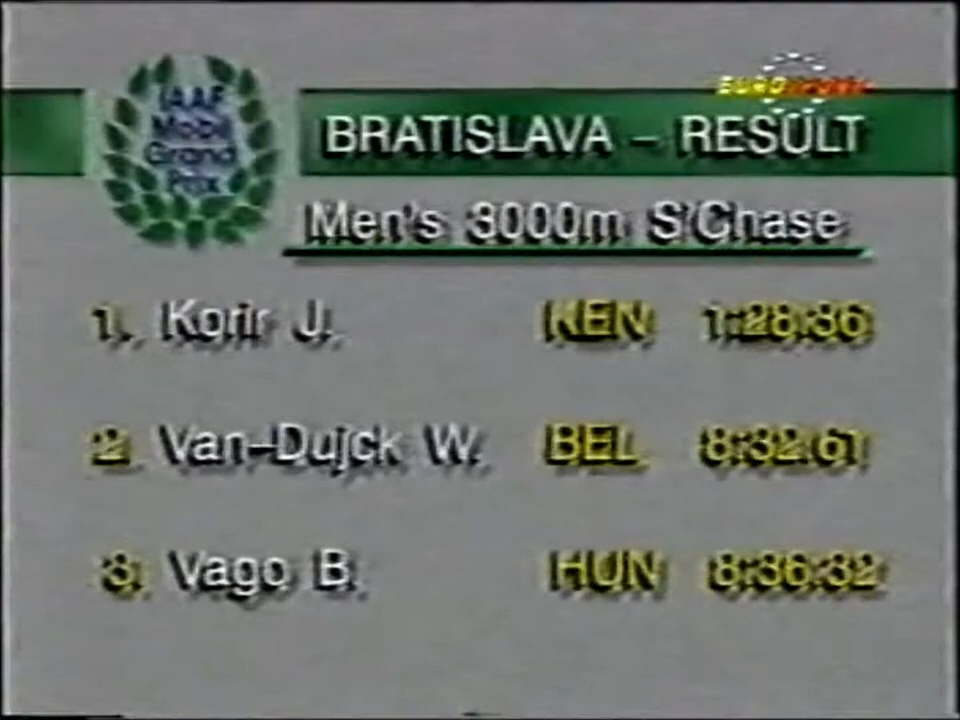 EUROSPORT
IAAF
Mobil
Grand
Prix
BRATISLAVA – RESULT
Men's 3000m S'Chase
1. Korir J. KEN 1:28:36
2. Van-Dujck W. BEL 8:32:61
3. Vago B. HUN 8:36:32